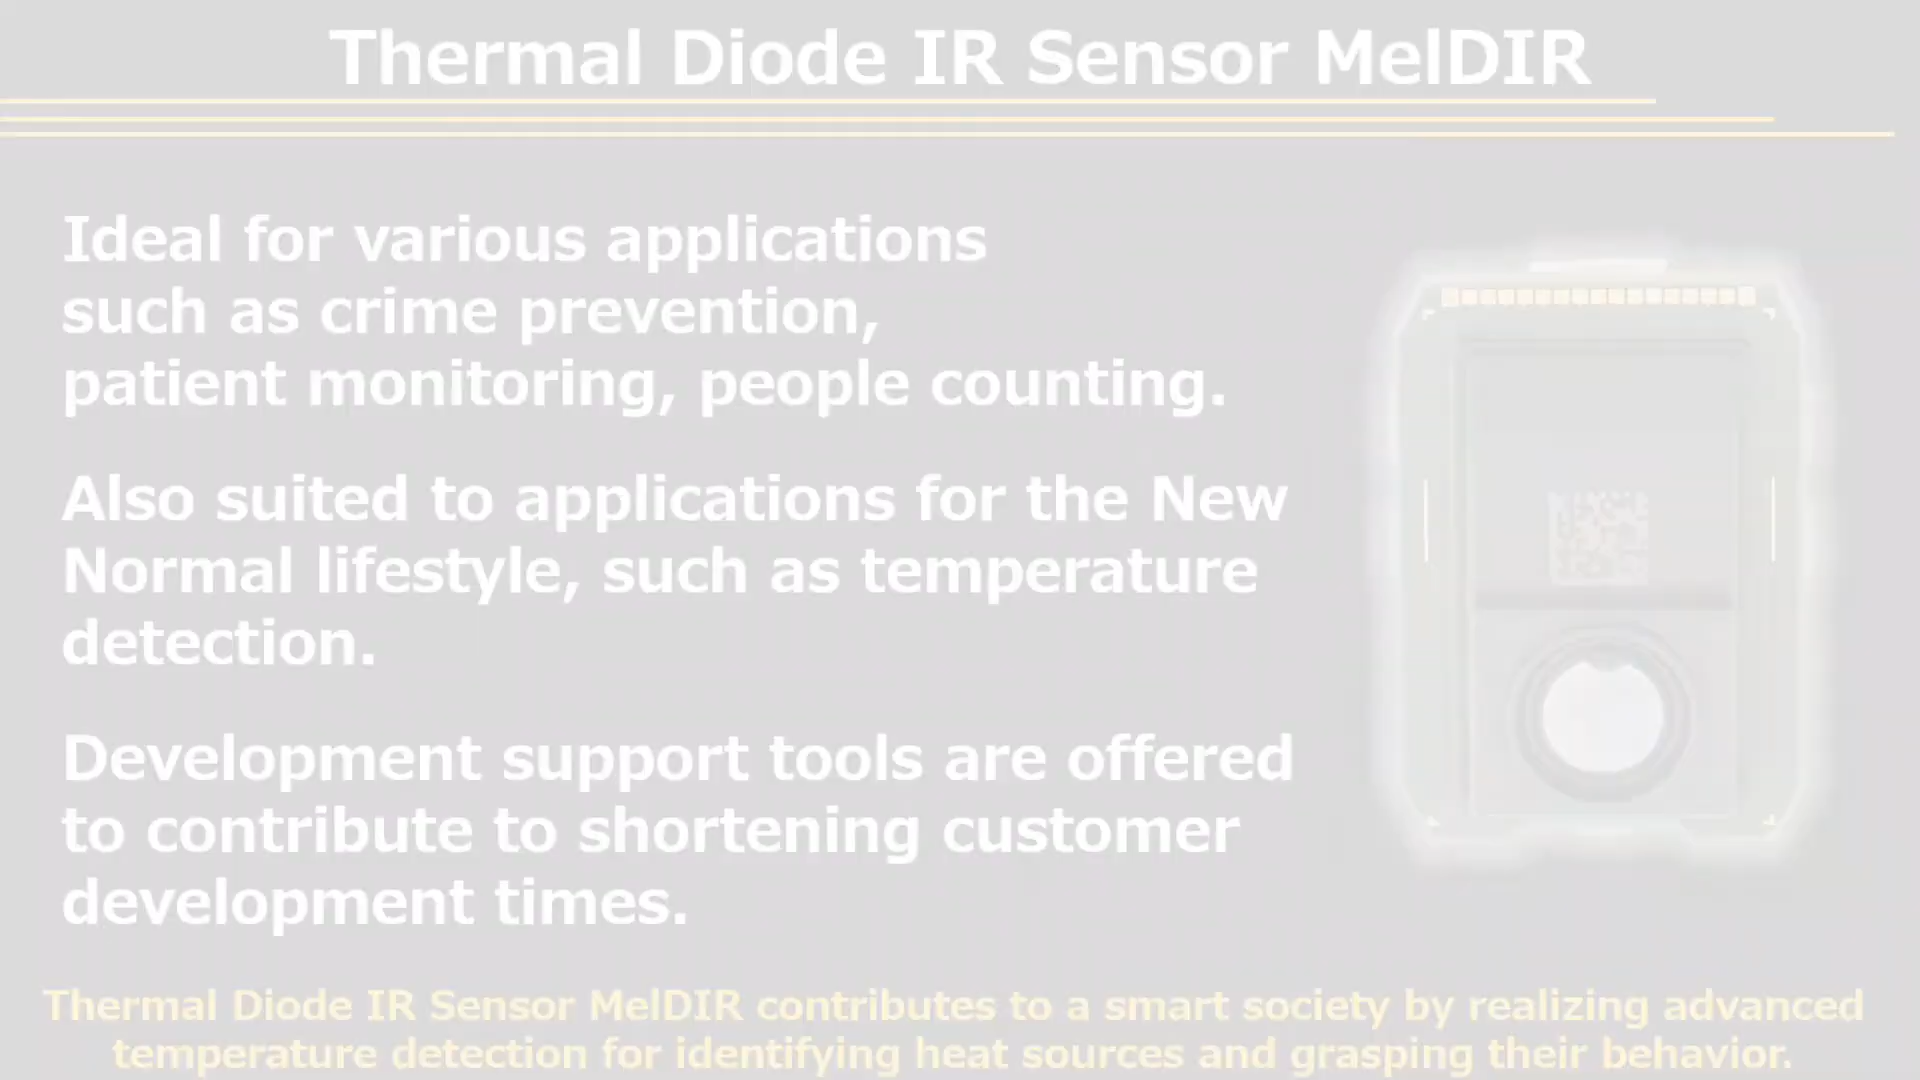 Thermal Diode IR Sensor MelDIR
Ideal for various applications
such as crime prevention,
patient monitoring, people counting.
Also suited to applications for the New
Normal lifestyle, such as temperature
detection.
Development support tools are offered
to contribute to shortening customer
development times.
Thermal Diode IR Sensor MelDIR contributes to a smart society by realizing advanced
temperature detection for identifying heat sources and grasping their behavior.